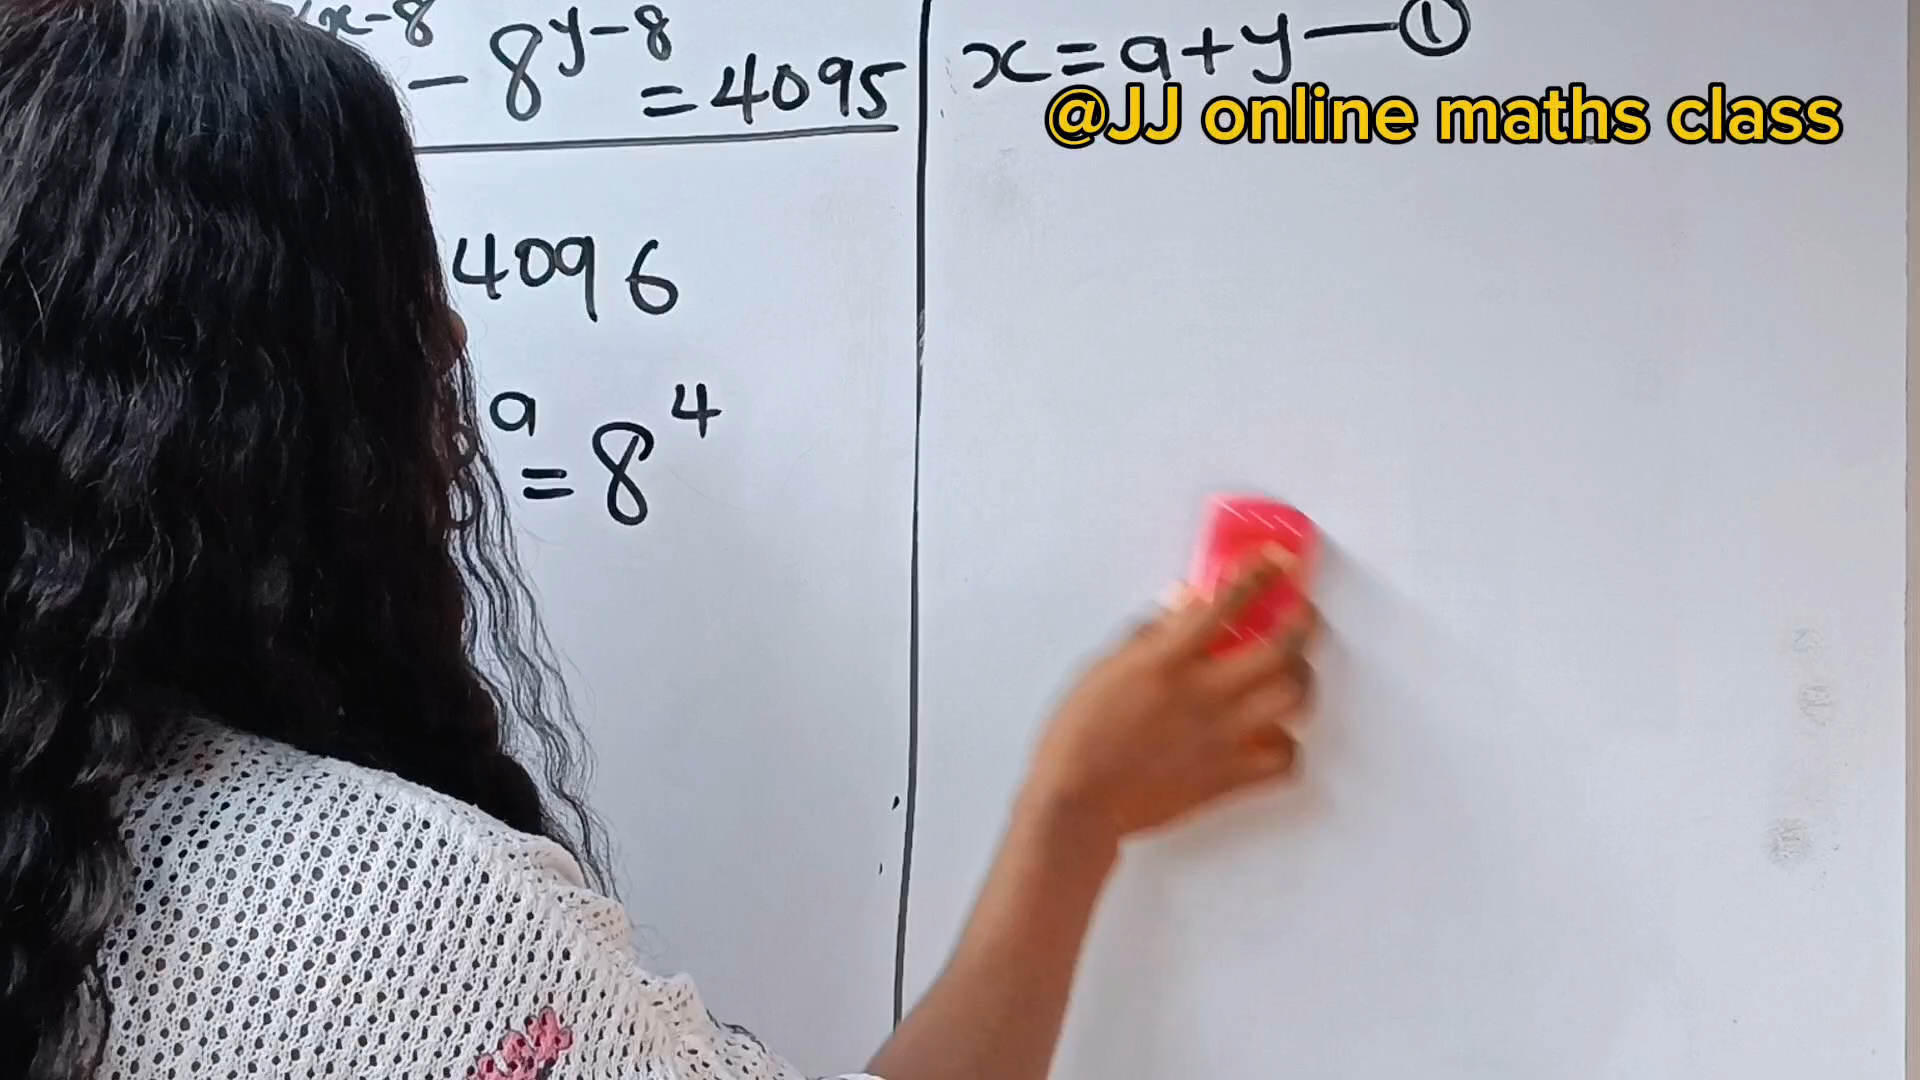 x-8 - 8^y-8 = 4095
4096
8^a = 8^4
x = a + y — ①
@JJ online maths class